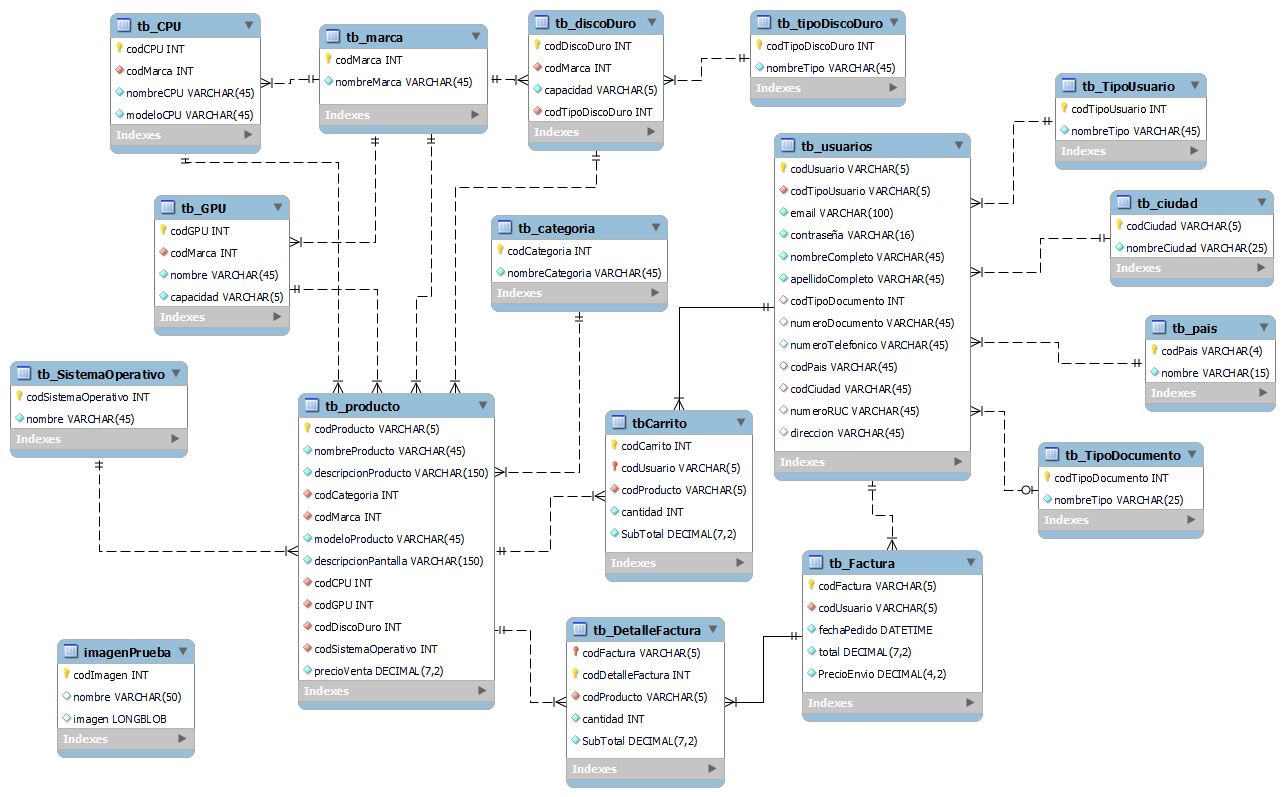 tb_CPU
codCPU INT
codMarca INT
nombreCPU VARCHAR(45)
modeloCPU VARCHAR(45)
Indexes
tb_marca
codMarca INT
nombreMarca VARCHAR(45)
Indexes
tb_discoDuro
codDiscoDuro INT
codMarca INT
capacidad VARCHAR(5)
codTipoDiscoDuro INT
Indexes
tb_tipoDiscoDuro
codTipoDiscoDuro INT
nombreTipo VARCHAR(45)
Indexes
tb_TipoUsuario
codTipoUsuario INT
nombreTipo VARCHAR(45)
Indexes
tb_usuarios
codUsuario VARCHAR(5)
codTipoUsuario VARCHAR(5)
email VARCHAR(100)
contraseña VARCHAR(16)
nombreCompleto VARCHAR(45)
apellidoCompleto VARCHAR(45)
codTipoDocumento INT
numeroDocumento VARCHAR(45)
numeroTelefonico VARCHAR(45)
codPais VARCHAR(45)
codCiudad VARCHAR(45)
numeroRUC VARCHAR(45)
direccion VARCHAR(45)
Indexes
tb_ciudad
codCiudad VARCHAR(5)
nombreCiudad VARCHAR(25)
Indexes
tb_GPU
codGPU INT
codMarca INT
nombre VARCHAR(45)
capacidad VARCHAR(5)
Indexes
tb_categoria
codCategoria INT
nombreCategoria VARCHAR(45)
Indexes
tb_pais
codPais VARCHAR(4)
nombre VARCHAR(15)
Indexes
tb_SistemaOperativo
codSistemaOperativo INT
nombre VARCHAR(45)
Indexes
tb_producto
codProducto VARCHAR(5)
nombreProducto VARCHAR(45)
descripcionProducto VARCHAR(150)
codCategoria INT
codMarca INT
modeloProducto VARCHAR(45)
descripcionPantalla VARCHAR(150)
codCPU INT
codGPU INT
codDiscoDuro INT
codSistemaOperativo INT
precioVenta DECIMAL(7,2)
Indexes
tbCarrito
codCarrito INT
codUsuario VARCHAR(5)
codProducto VARCHAR(5)
cantidad INT
SubTotal DECIMAL(7,2)
Indexes
tb_TipoDocumento
codTipoDocumento INT
nombreTipo VARCHAR(25)
Indexes
tb_Factura
codFactura VARCHAR(5)
codUsuario VARCHAR(5)
fechaPedido DATETIME
total DECIMAL(7,2)
PrecioEnvio DECIMAL(4,2)
Indexes
tb_DetalleFactura
codFactura VARCHAR(5)
codDetalleFactura INT
codProducto VARCHAR(5)
cantidad INT
SubTotal DECIMAL(7,2)
Indexes
imagenPrueba
codImagen INT
nombre VARCHAR(50)
imagen LONGBLOB
Indexes